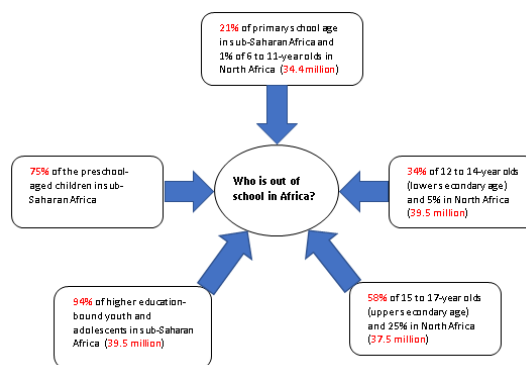 21% of primary school age
in sub-Saharan Africa and
1% of 6 to 11-year olds in
North Africa (34.4 million)
75% of the preschool-
aged children in sub-
Saharan Africa
Who is out of
school in Africa?
34% of 12 to 14-year olds
(lower secondary age)
and 5% in North Africa
(39.5 million)
94% of higher education-
bound youth and
adolescents in sub-Saharan
Africa (39.5 million)
58% of 15 to 17-year olds
(upper secondary age)
and 25% in North Africa
(37.5 million)